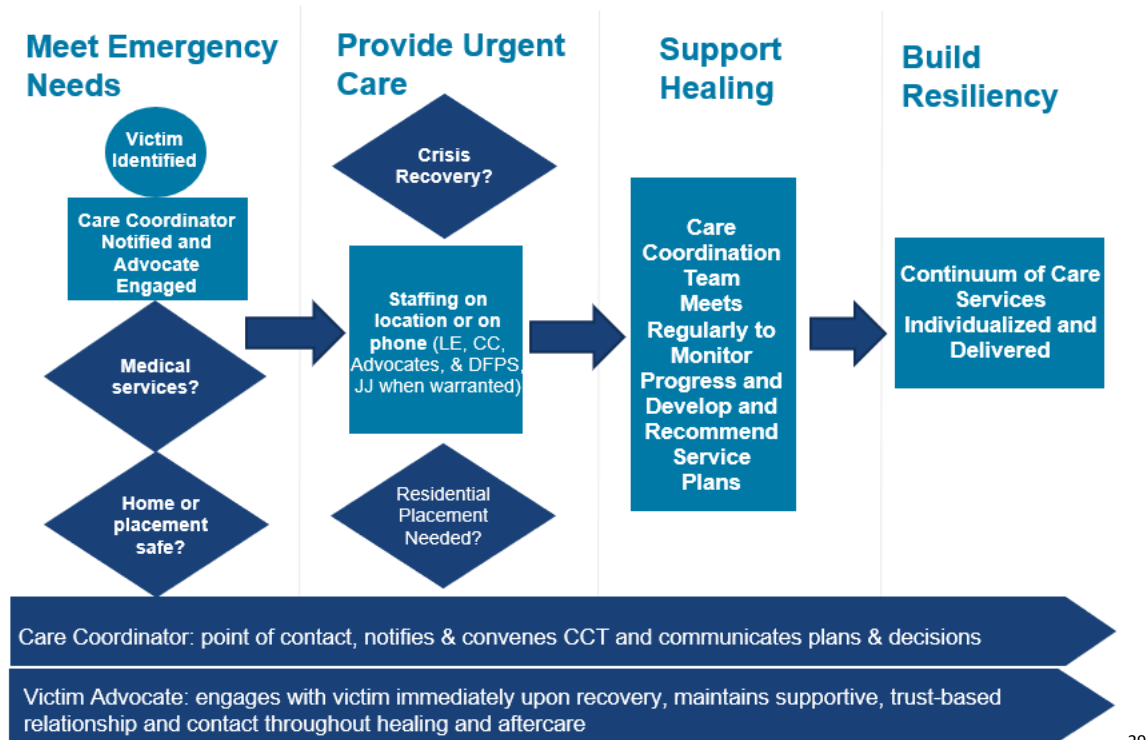 Meet Emergency
Needs
Victim
Identified
Care Coordinator
Notified and
Advocate
Engaged
Medical
services?
Home or
placement
safe?
Provide Urgent
Care
Crisis
Recovery?
Staffing on
location or on
phone (LE, CC,
Advocates, & DFPS,
JJ when warranted)
Residential
Placement
Needed?
Support
Healing
Care
Coordination
Team
Meets
Regularly to
Monitor
Progress and
Develop and
Recommend
Service
Plans
Build
Resiliency
Continuum of Care
Services
Individualized and
Delivered
Care Coordinator: point of contact, notifies & convenes CCT and communicates plans & decisions
Victim Advocate: engages with victim immediately upon recovery, maintains supportive, trust-based
relationship and contact throughout healing and aftercare